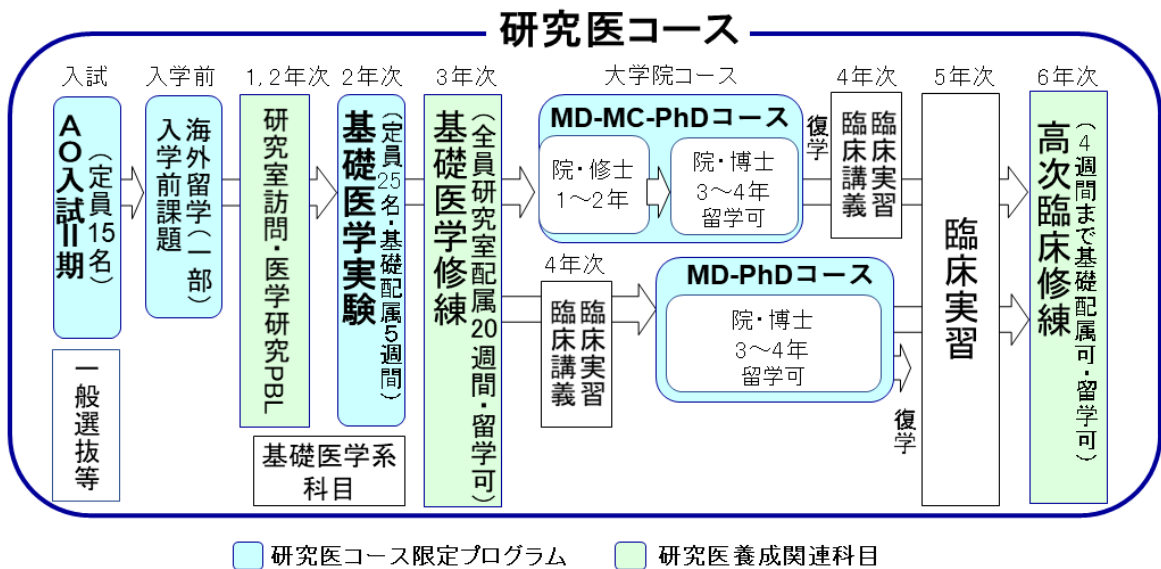 研究医コース
入試
入学前
1,2年次
2年次
3年次
大学院コース
4年次
5年次
6年次
AO入試Ⅱ期
（定員15名）
一般選抜等
海外留学（一部）
入学前課題
研究室訪問・医学研究PBL
基礎医学実験
（定員25名・基礎配属5週間）
基礎医学系
科目
基礎医学修練
（全員研究室配属20週間・留学可）
MD-MC-PhDコース
院・修士
1～2年
院・博士
3～4年
留学可
復学
臨床実習
臨床講義
4年次
臨床実習
臨床講義
MD-PhDコース
院・博士
3～4年
留学可
復学
臨床実習
高次臨床修練
（4週間まで基礎配属可・留学可）
研究医コース限定プログラム
研究医養成関連科目